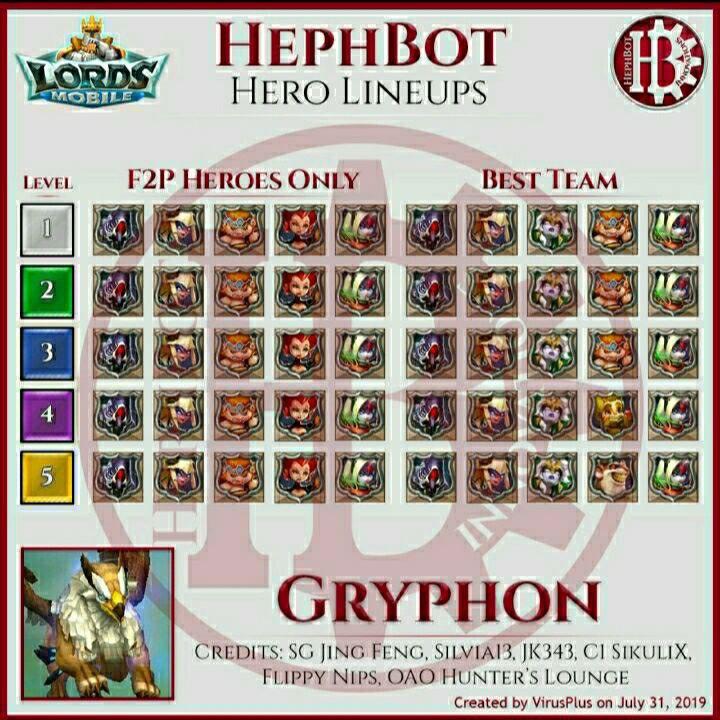 HEPHBOT
HERO LINEUPS
LORDS
MOBILE
HEPHBOT
LEVEL
F2P HEROES ONLY
BEST TEAM
1
2
3
4
5
GRYPHON
CREDITS: SG JING FENG, SILVIA13, JK343, CI SIKULIX,
FLIPPY NIPS, OAO HUNTER'S LOUNGE
Created by VirusPlus on July 31, 2019